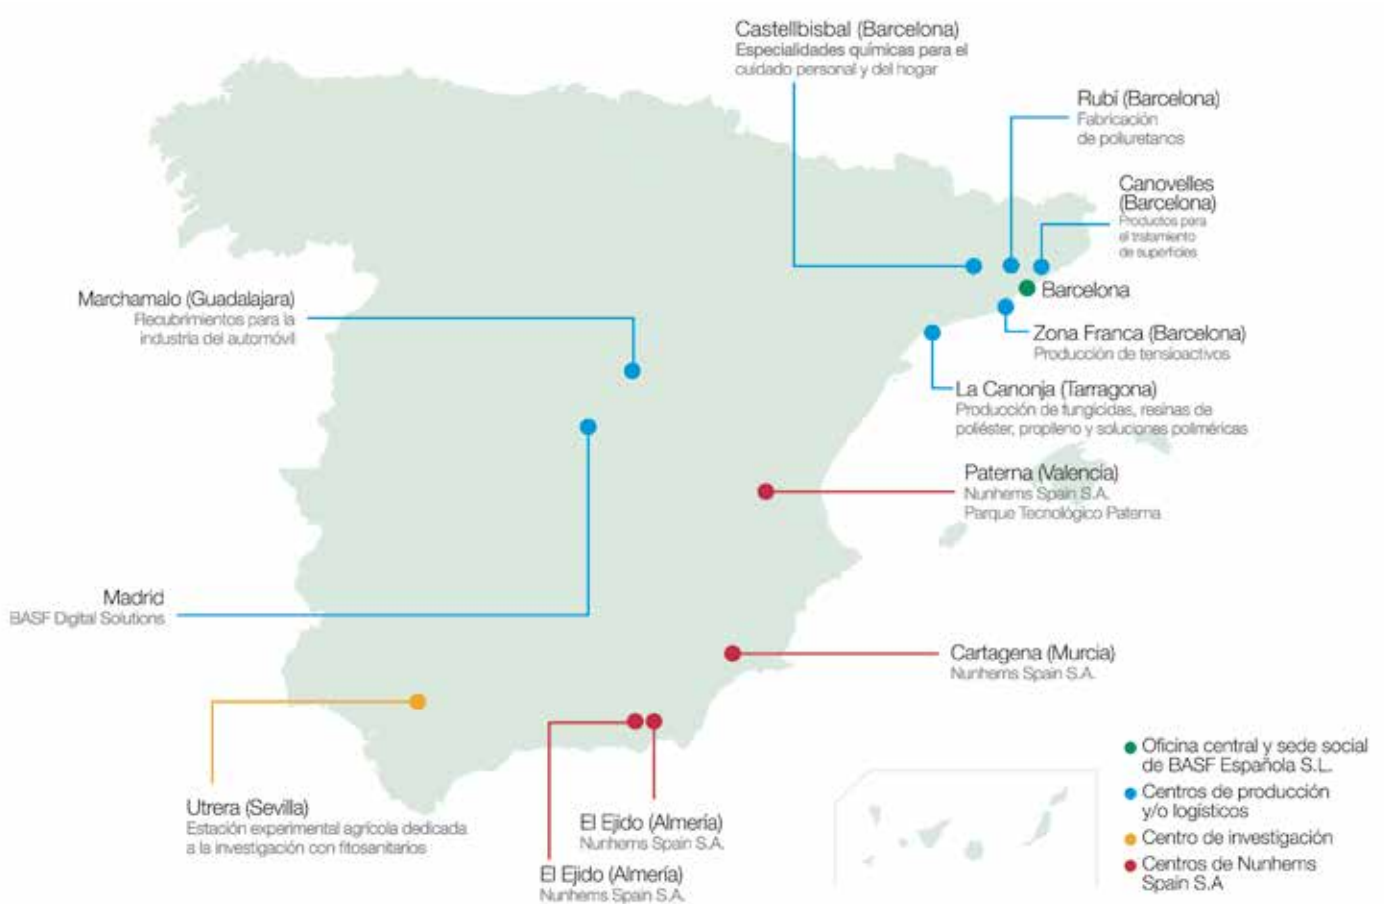 Castellbisbal (Barcelona)
Especialidades químicas para el
cuidado personal y del hogar
Rubí (Barcelona)
Fabricación
de poliuretanos
Canovelles
(Barcelona)
Productos para
el tratamiento
de superficies
Barcelona
Marchamalo (Guadalajara)
Recubrimientos para la
industria del automóvil
Zona Franca (Barcelona)
Producción de tensioactivos
La Canonja (Tarragona)
Producción de fungicidas, resinas de
poliéster, propileno y soluciones poliméricas
Paterna (Valencia)
Nunhems Spain S.A.
Parque Tecnológico Paterna
Madrid
BASF Digital Solutions
Cartagena (Murcia)
Nunhems Spain S.A.
Utrera (Sevilla)
Estación experimental agrícola dedicada
a la investigación con fitosanitarios
El Ejido (Almería)
Nunhems Spain S.A.
El Ejido (Almería)
Nunhems Spain S.A.
Oficina central y sede social
de BASF Española S.L.
Centros de producción
y/o logísticos
Centro de investigación
Centros de Nunhems
Spain S.A